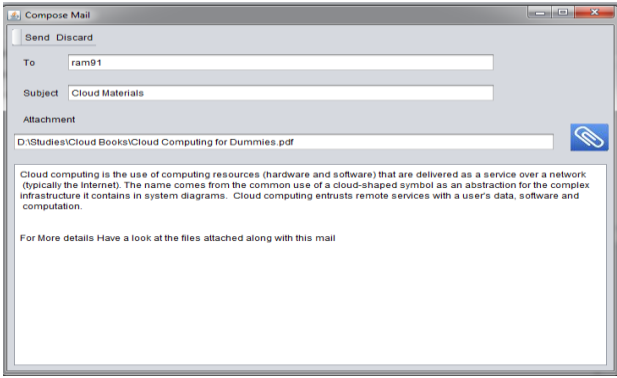 Compose Mail
Send Discard
To
ram91
Subject
Cloud Materials
Attachment
D:\Studies\Cloud Books\Cloud Computing for Dummies.pdf
Cloud computing is the use of computing resources (hardware and software) that are delivered as a service over a network
(typically the Internet). The name comes from the common use of a cloud-shaped symbol as an abstraction for the complex
infrastructure it contains in system diagrams. Cloud computing entrusts remote services with a user's data, software and
computation.
For More details Have a look at the files attached along with this mail